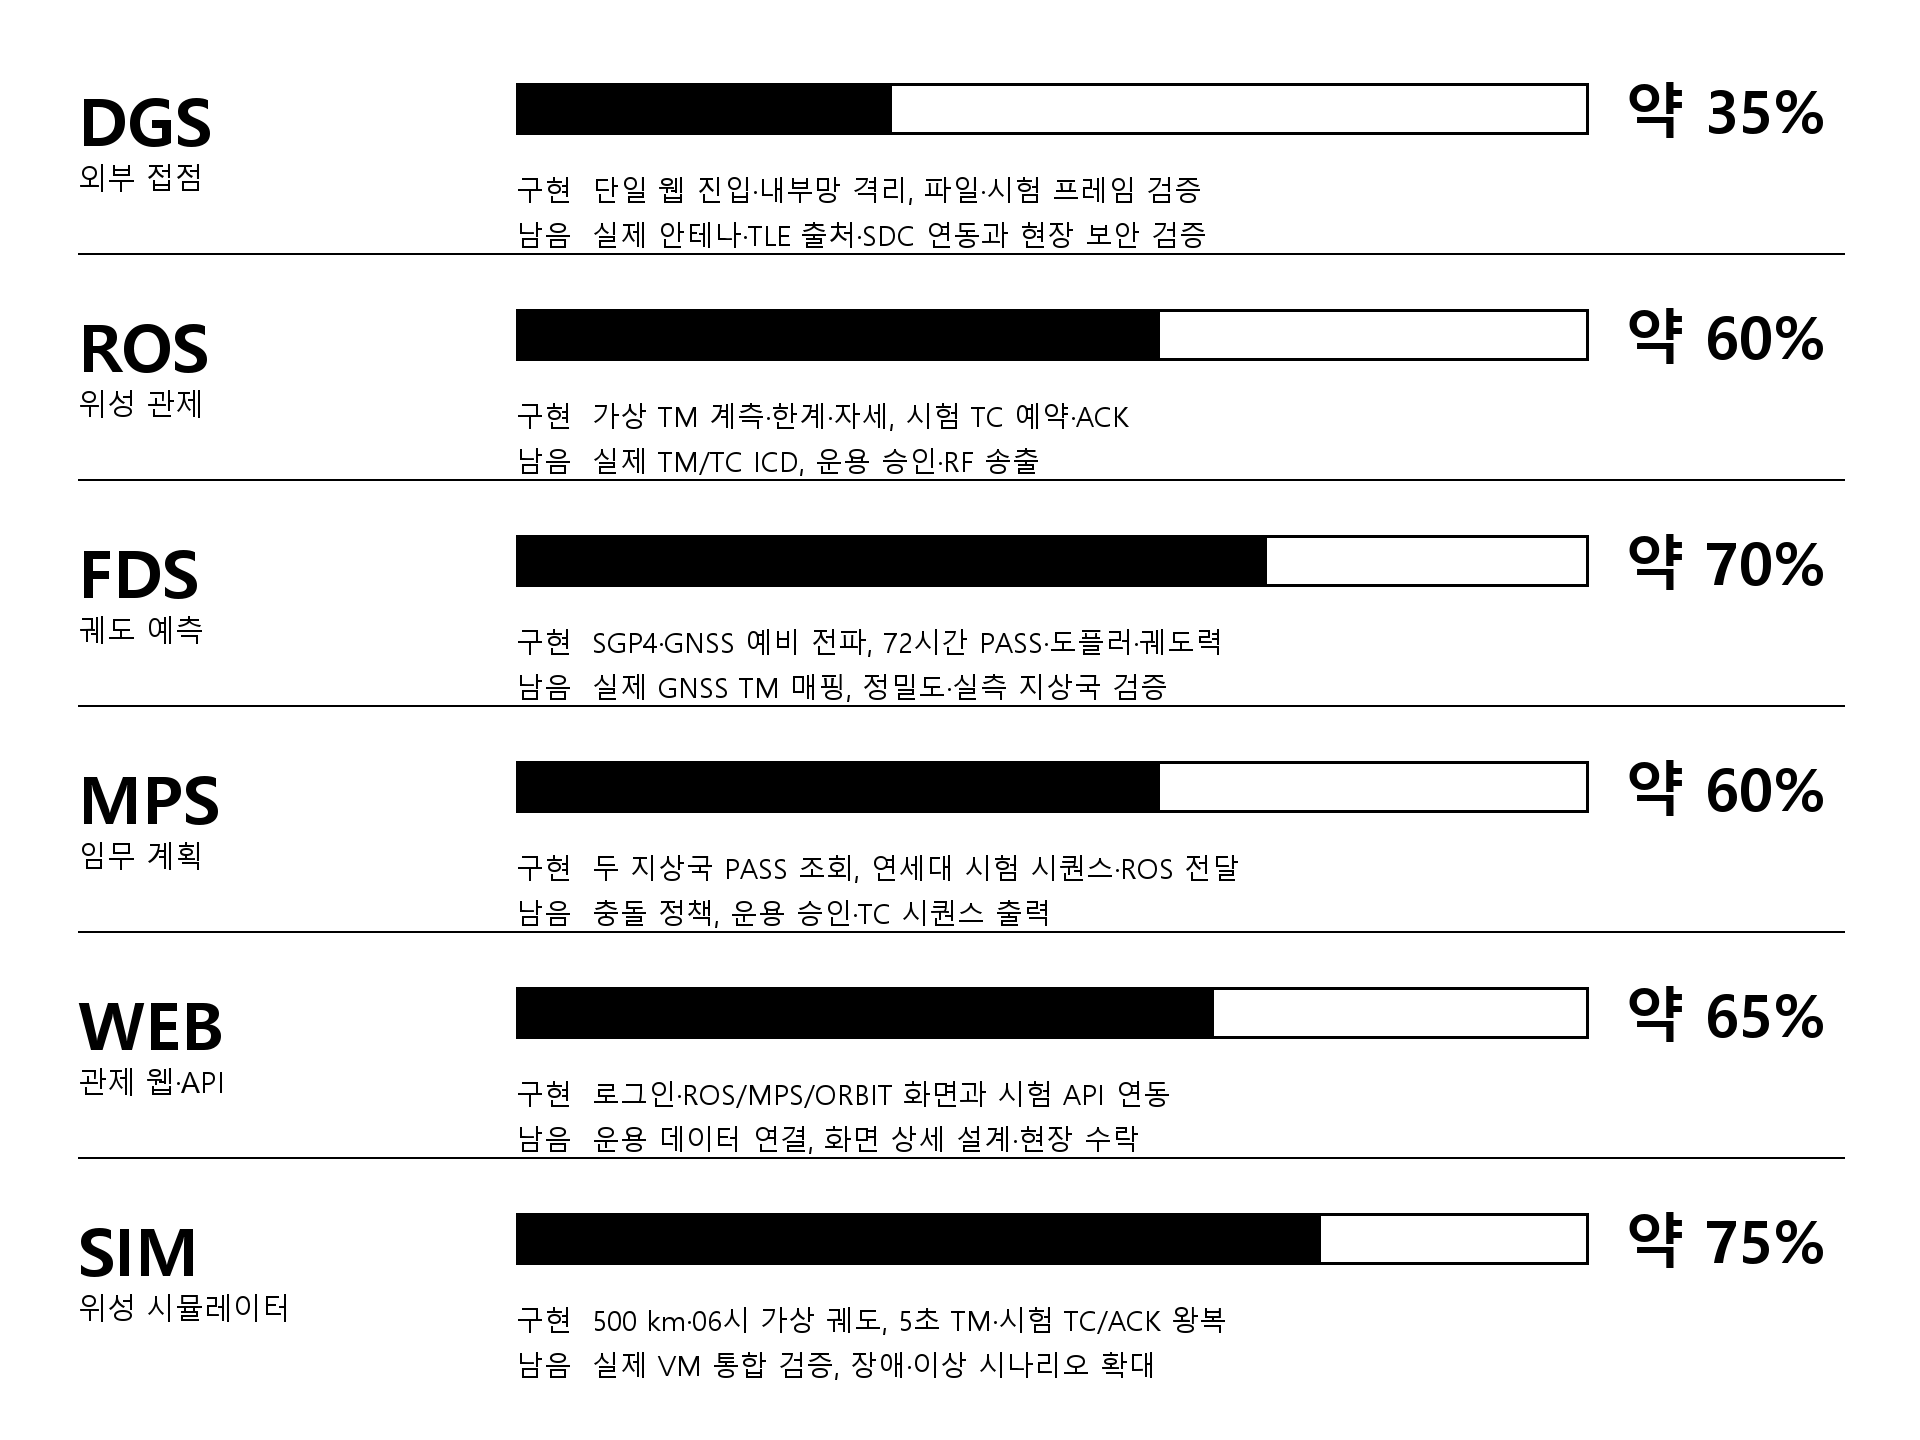 DGS
외부 접점
약 35%
구현 단일 웹 진입·내부망 격리, 파일·시험 프레임 검증
남음 실제 안테나·TLE 출처·SDC 연동과 현장 보안 검증
ROS
위성 관제
약 60%
구현 가상 TM 계측·한계·자세, 시험 TC 예약·ACK
남음 실제 TM/TC ICD, 운용 승인·RF 송출
FDS
궤도 예측
약 70%
구현 SGP4·GNSS 예비 전파, 72시간 PASS·도플러·궤도력
남음 실제 GNSS TM 매핑, 정밀도·실측 지상국 검증
MPS
임무 계획
약 60%
구현 두 지상국 PASS 조회, 연세대 시험 시퀀스·ROS 전달
남음 충돌 정책, 운용 승인·TC 시퀀스 출력
WEB
관제 웹·API
약 65%
구현 로그인·ROS/MPS/ORBIT 화면과 시험 API 연동
남음 운용 데이터 연결, 화면 상세 설계·현장 수락
SIM
위성 시뮬레이터
약 75%
구현 500 km·06시 가상 궤도, 5초 TM·시험 TC/ACK 왕복
남음 실제 VM 통합 검증, 장애·이상 시나리오 확대